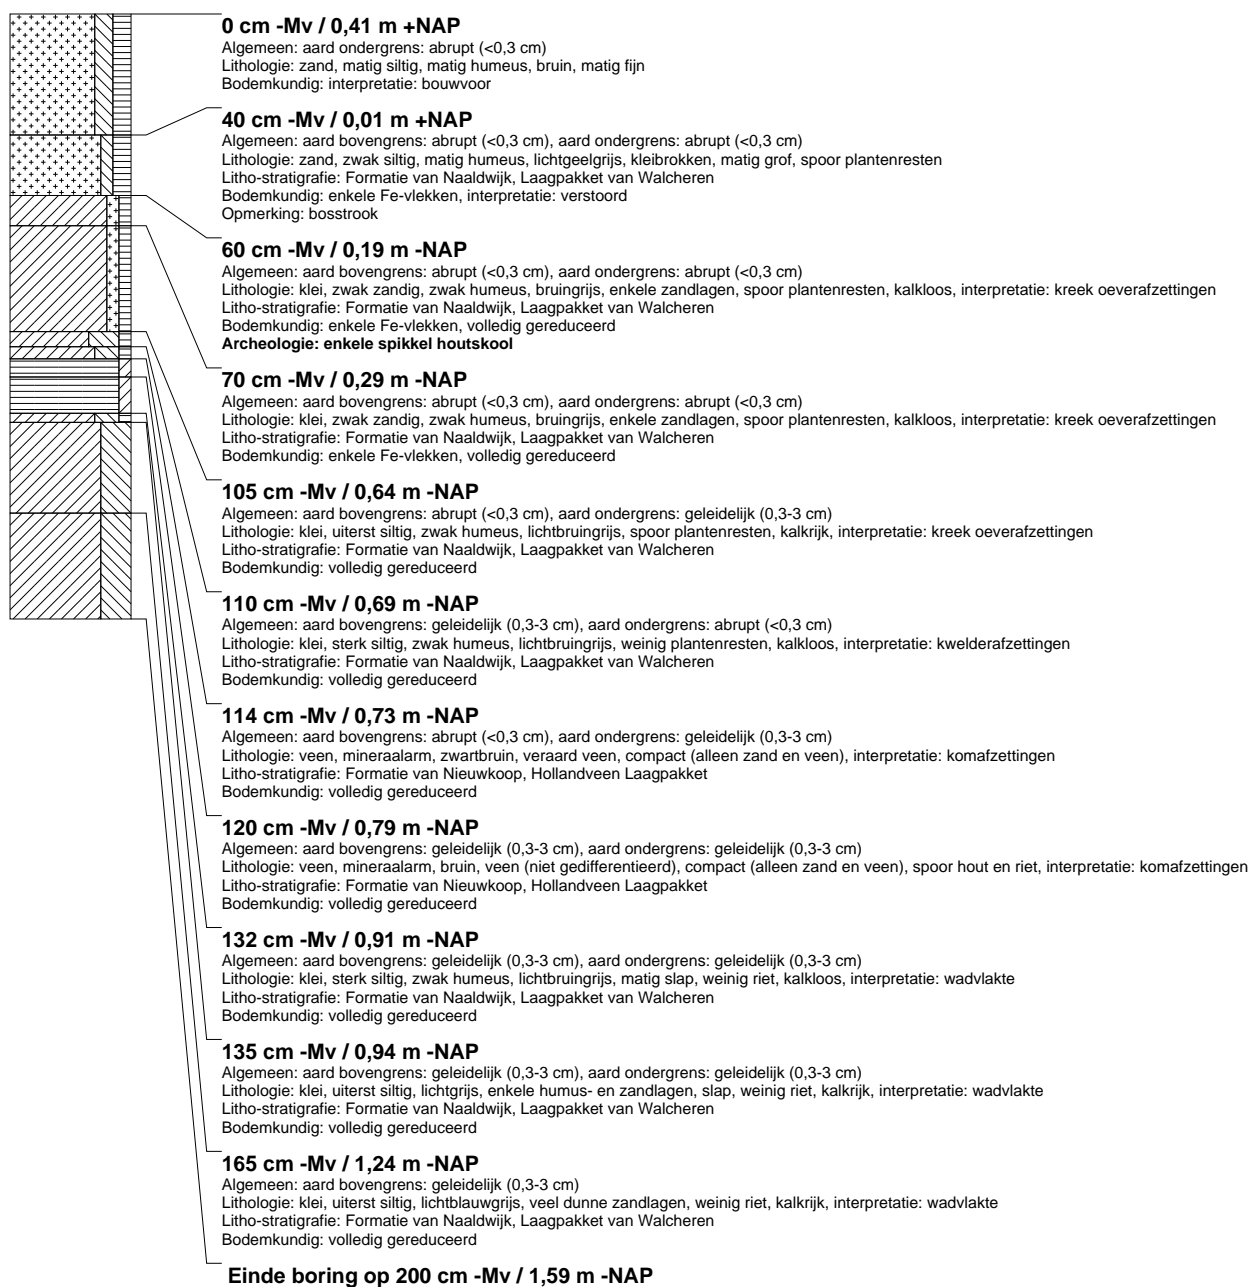 0 cm -Mv / 0,41 m +NAP
Algemeen: aard ondergrens: abrupt (<0,3 cm)
Lithologie: zand, matig siltig, matig humeus, bruin, matig fijn
Bodemkundig: interpretatie: bouwvoor
40 cm -Mv / 0,01 m +NAP
Algemeen: aard bovengrens: abrupt (<0,3 cm), aard ondergrens: abrupt (<0,3 cm)
Lithologie: zand, zwak siltig, matig humeus, lichtgeelgrijs, kleibrokken, matig grof, spoor plantenresten
Litho-stratigrafie: Formatie van Naaldwijk, Laagpakket van Walcheren
Bodemkundig: enkele Fe-vlekken, interpretatie: verstoord
Opmerking: bosstrook
60 cm -Mv / 0,19 m -NAP
Algemeen: aard bovengrens: abrupt (<0,3 cm), aard ondergrens: abrupt (<0,3 cm)
Lithologie: klei, zwak zandig, zwak humeus, bruingrijs, enkele zandlagen, spoor plantenresten, kalkloos, interpretatie: kreek oeverafzettingen
Litho-stratigrafie: Formatie van Naaldwijk, Laagpakket van Walcheren
Bodemkundig: enkele Fe-vlekken, volledig gereduceerd
Archeologie: enkele spikkel houtskool
70 cm -Mv / 0,29 m -NAP
Algemeen: aard bovengrens: abrupt (<0,3 cm), aard ondergrens: abrupt (<0,3 cm)
Lithologie: klei, zwak zandig, zwak humeus, bruingrijs, enkele zandlagen, spoor plantenresten, kalkloos, interpretatie: kreek oeverafzettingen
Litho-stratigrafie: Formatie van Naaldwijk, Laagpakket van Walcheren
Bodemkundig: enkele Fe-vlekken, volledig gereduceerd
105 cm -Mv / 0,64 m -NAP
Algemeen: aard bovengrens: abrupt (<0,3 cm), aard ondergrens: geleidelijk (0,3-3 cm)
Lithologie: klei, uiterst siltig, zwak humeus, lichtbruingrijs, spoor plantenresten, kalkrijk, interpretatie: kreek oeverafzettingen
Litho-stratigrafie: Formatie van Naaldwijk, Laagpakket van Walcheren
Bodemkundig: volledig gereduceerd
110 cm -Mv / 0,69 m -NAP
Algemeen: aard bovengrens: geleidelijk (0,3-3 cm), aard ondergrens: abrupt (<0,3 cm)
Lithologie: klei, sterk siltig, zwak humeus, lichtbruingrijs, weinig plantenresten, kalkloos, interpretatie: kwelderafzettingen
Litho-stratigrafie: Formatie van Naaldwijk, Laagpakket van Walcheren
Bodemkundig: volledig gereduceerd
114 cm -Mv / 0,73 m -NAP
Algemeen: aard bovengrens: abrupt (<0,3 cm), aard ondergrens: geleidelijk (0,3-3 cm)
Lithologie: veen, mineraalarm, zwartbruin, veraard veen, compact (alleen zand en veen), interpretatie: komafzettingen
Litho-stratigrafie: Formatie van Nieuwkoop, Hollandveen Laagpakket
Bodemkundig: volledig gereduceerd
120 cm -Mv / 0,79 m -NAP
Algemeen: aard bovengrens: geleidelijk (0,3-3 cm), aard ondergrens: geleidelijk (0,3-3 cm)
Lithologie: veen, mineraalarm, bruin, veen (niet gedifferentieerd), compact (alleen zand en veen), spoor hout en riet, interpretatie: komafzettingen
Litho-stratigrafie: Formatie van Nieuwkoop, Hollandveen Laagpakket
Bodemkundig: volledig gereduceerd
132 cm -Mv / 0,91 m -NAP
Algemeen: aard bovengrens: geleidelijk (0,3-3 cm), aard ondergrens: geleidelijk (0,3-3 cm)
Lithologie: klei, sterk siltig, zwak humeus, lichtbruingrijs, matig slap, weinig riet, kalkloos, interpretatie: wadvlakte
Litho-stratigrafie: Formatie van Naaldwijk, Laagpakket van Walcheren
Bodemkundig: volledig gereduceerd
135 cm -Mv / 0,94 m -NAP
Algemeen: aard bovengrens: geleidelijk (0,3-3 cm), aard ondergrens: geleidelijk (0,3-3 cm)
Lithologie: klei, uiterst siltig, lichtgrijs, enkele humus- en zandlagen, slap, weinig riet, kalkrijk, interpretatie: wadvlakte
Litho-stratigrafie: Formatie van Naaldwijk, Laagpakket van Walcheren
Bodemkundig: volledig gereduceerd
165 cm -Mv / 1,24 m -NAP
Algemeen: aard bovengrens: geleidelijk (0,3-3 cm)
Lithologie: klei, uiterst siltig, lichtblauwgrijs, veel dunne zandlagen, weinig riet, kalkrijk, interpretatie: wadvlakte
Litho-stratigrafie: Formatie van Naaldwijk, Laagpakket van Walcheren
Bodemkundig: volledig gereduceerd
Einde boring op 200 cm -Mv / 1,59 m -NAP